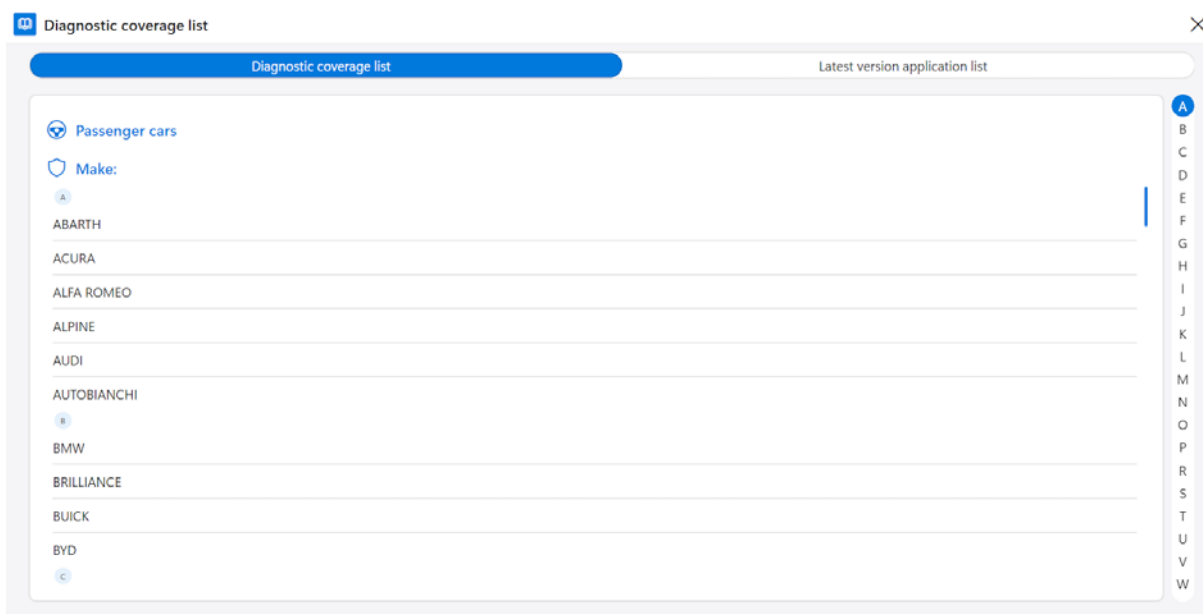 Diagnostic coverage list
Diagnostic coverage list
Latest version application list
Passenger cars
Make:
A
ABARTH
ACURA
ALFA ROMEO
ALPINE
AUDI
AUTOBIANCHI
B
BMW
BRILLIANCE
BUICK
BYD
C
A
B
C
D
E
F
G
H
I
J
K
L
M
N
O
P
R
S
T
U
V
W